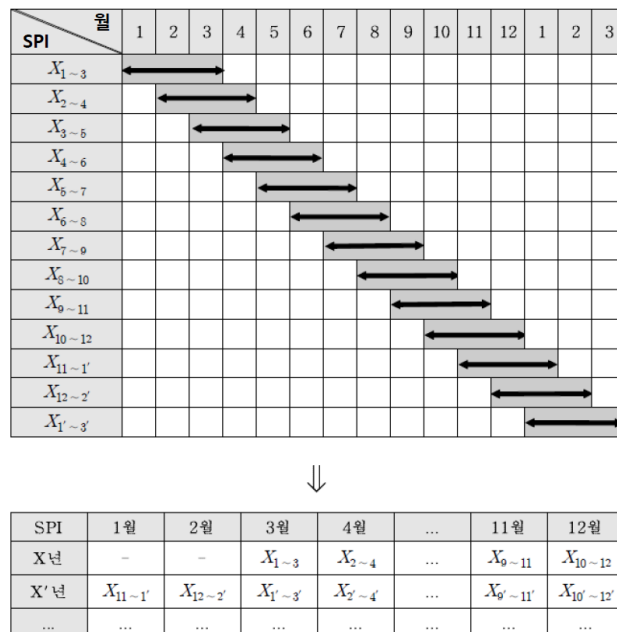 월
SPI 1 2 3 4 5 6 7 8 9 10 11 12 1 2 3
X₁~₃
X₂~₄
X₃~₅
X₄~₆
X₅~₇
X₆~₈
X₇~₉
X₈~₁₀
X₉~₁₁
X₁₀~₁₂
X₁₁~₁′
X₁₂~₂′
X₁′~₃′
⇓
SPI 1월 2월 3월 4월 ... 11월 12월
X년 - - X₁~₃ X₂~₄ ... X₉~₁₁ X₁₀~₁₂
X′년 X₁₁~₁′ X₁₂~₂′ X₁′~₃′ X₂′~₄′ ... X₉′~₁₁′ X₁₀′~₁₂′
... ... ... ... ... ... ... ...